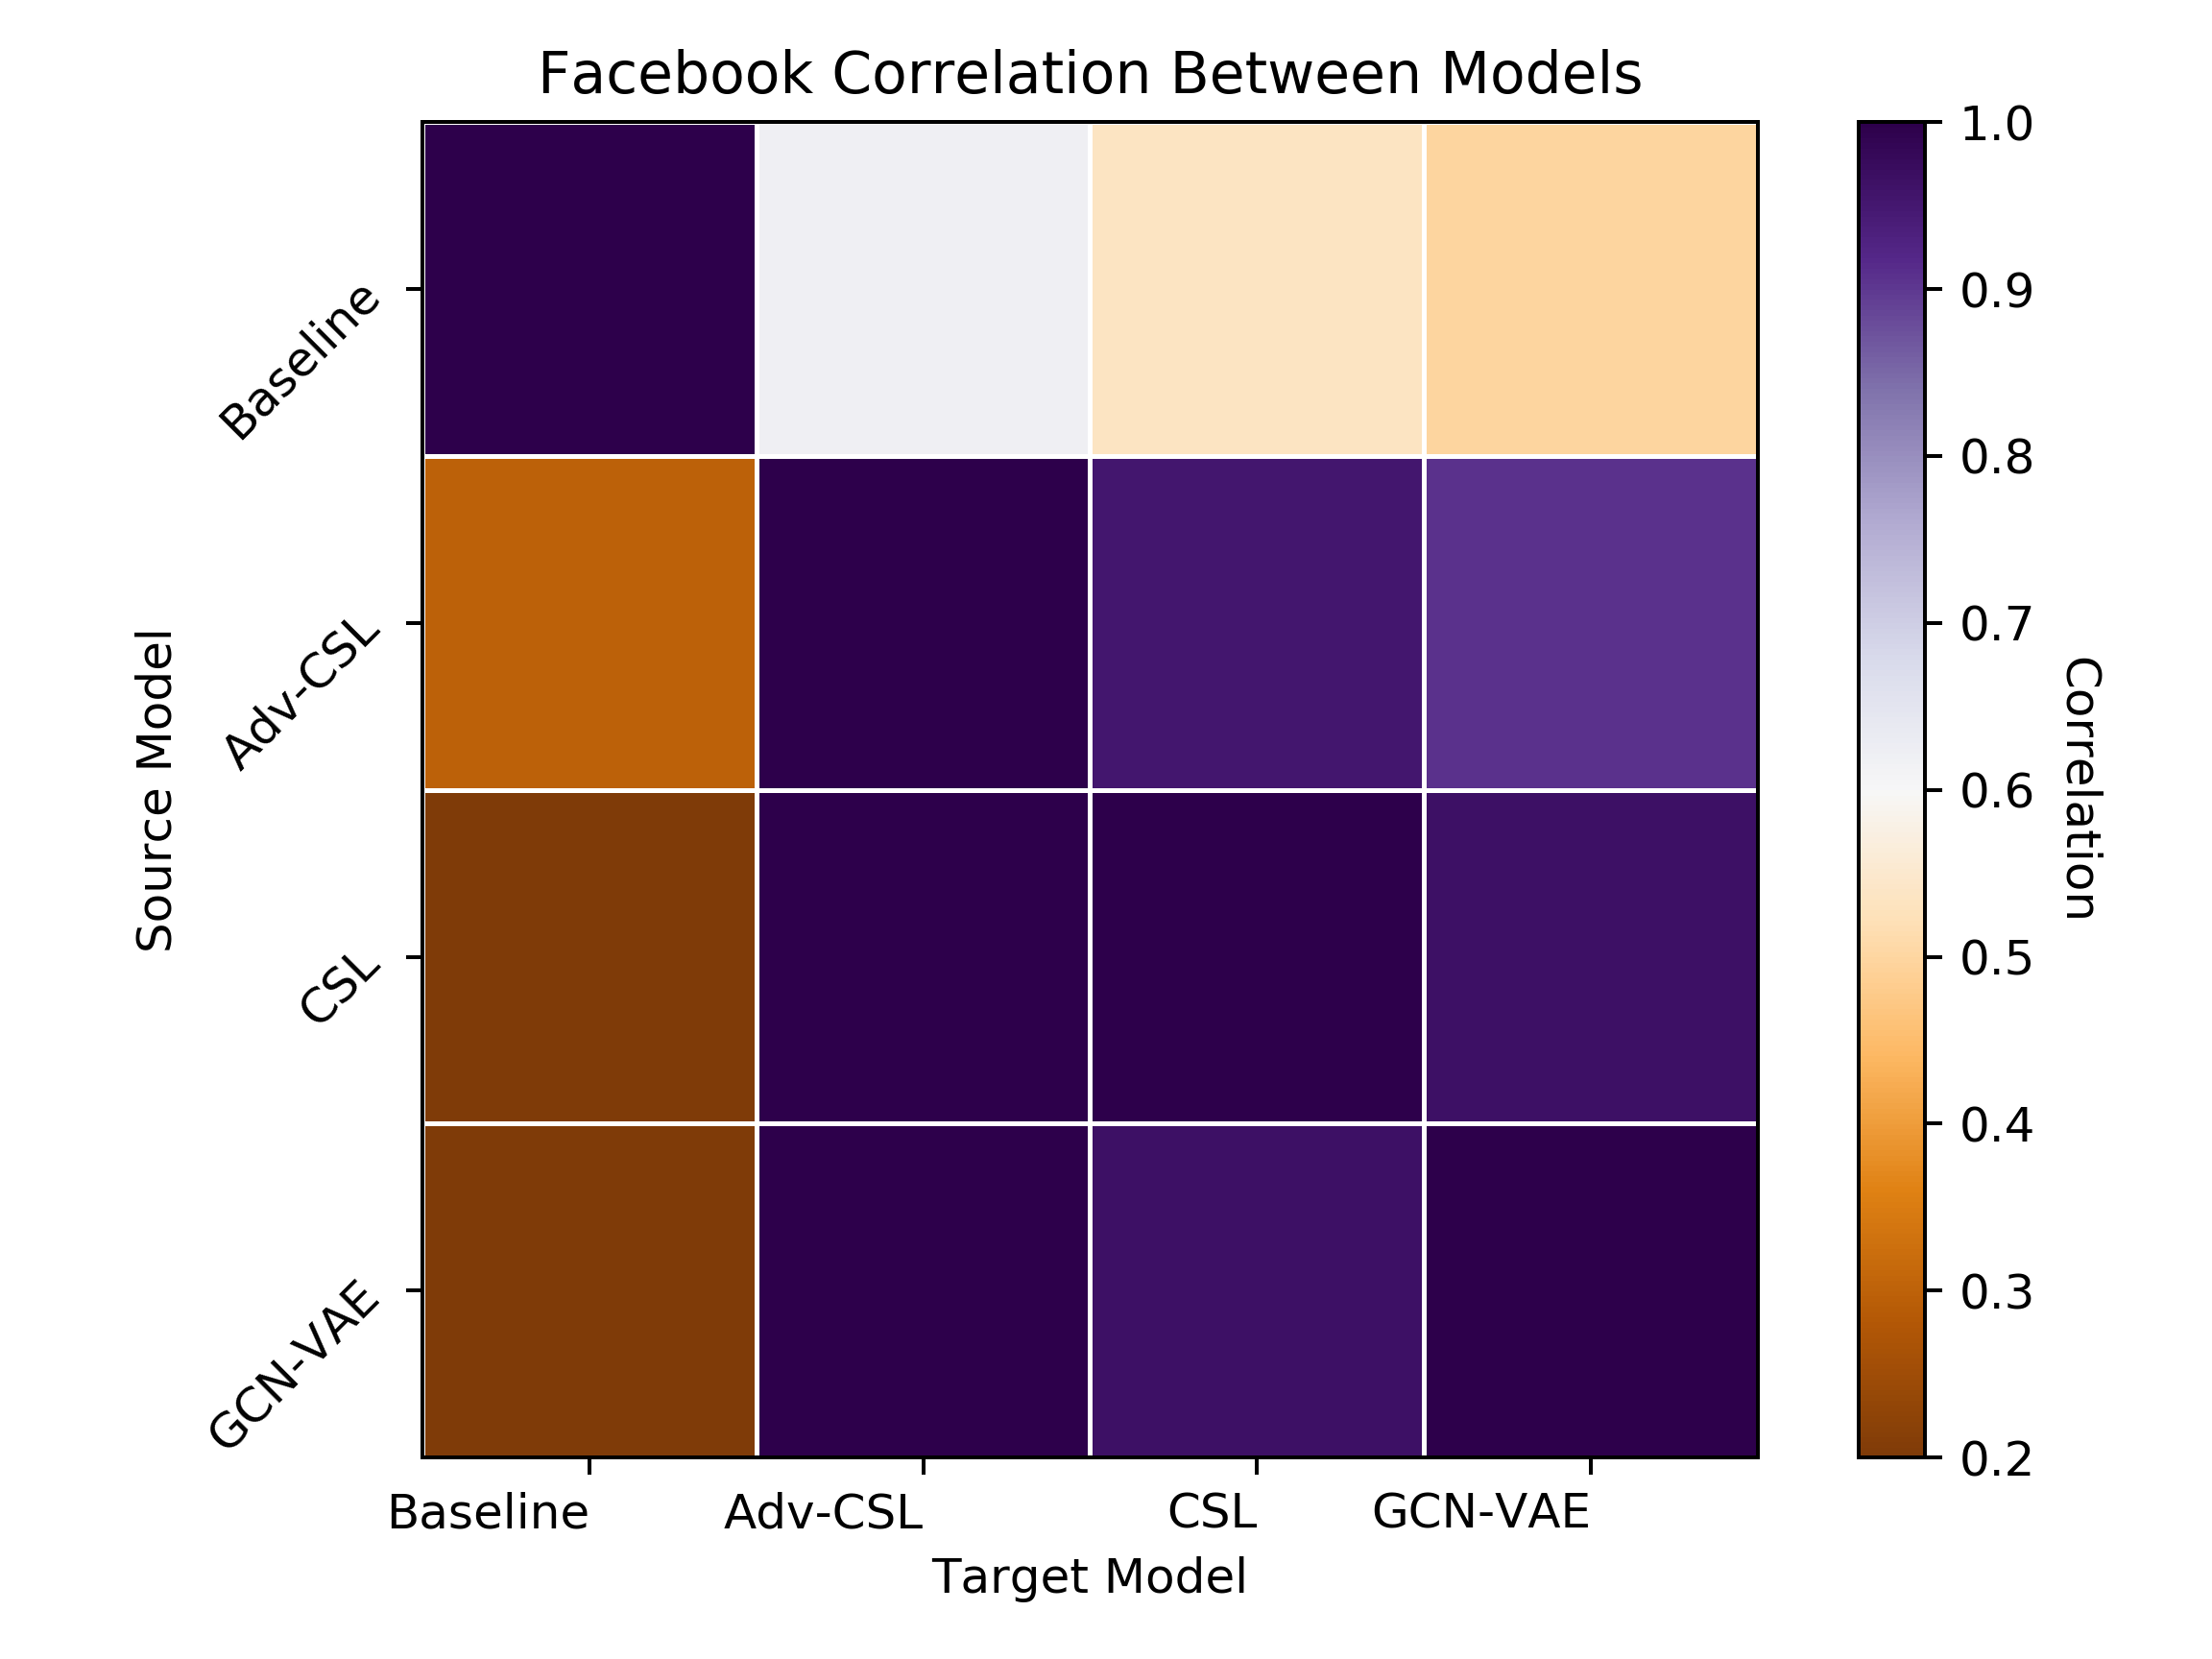 Facebook Correlation Between Models
Source Model
Baseline
Adv-CSL
CSL
GCN-VAE
Baseline
Adv-CSL
CSL
GCN-VAE
Target Model
1.0
0.9
0.8
0.7
0.6
0.5
0.4
0.3
0.2
Correlation